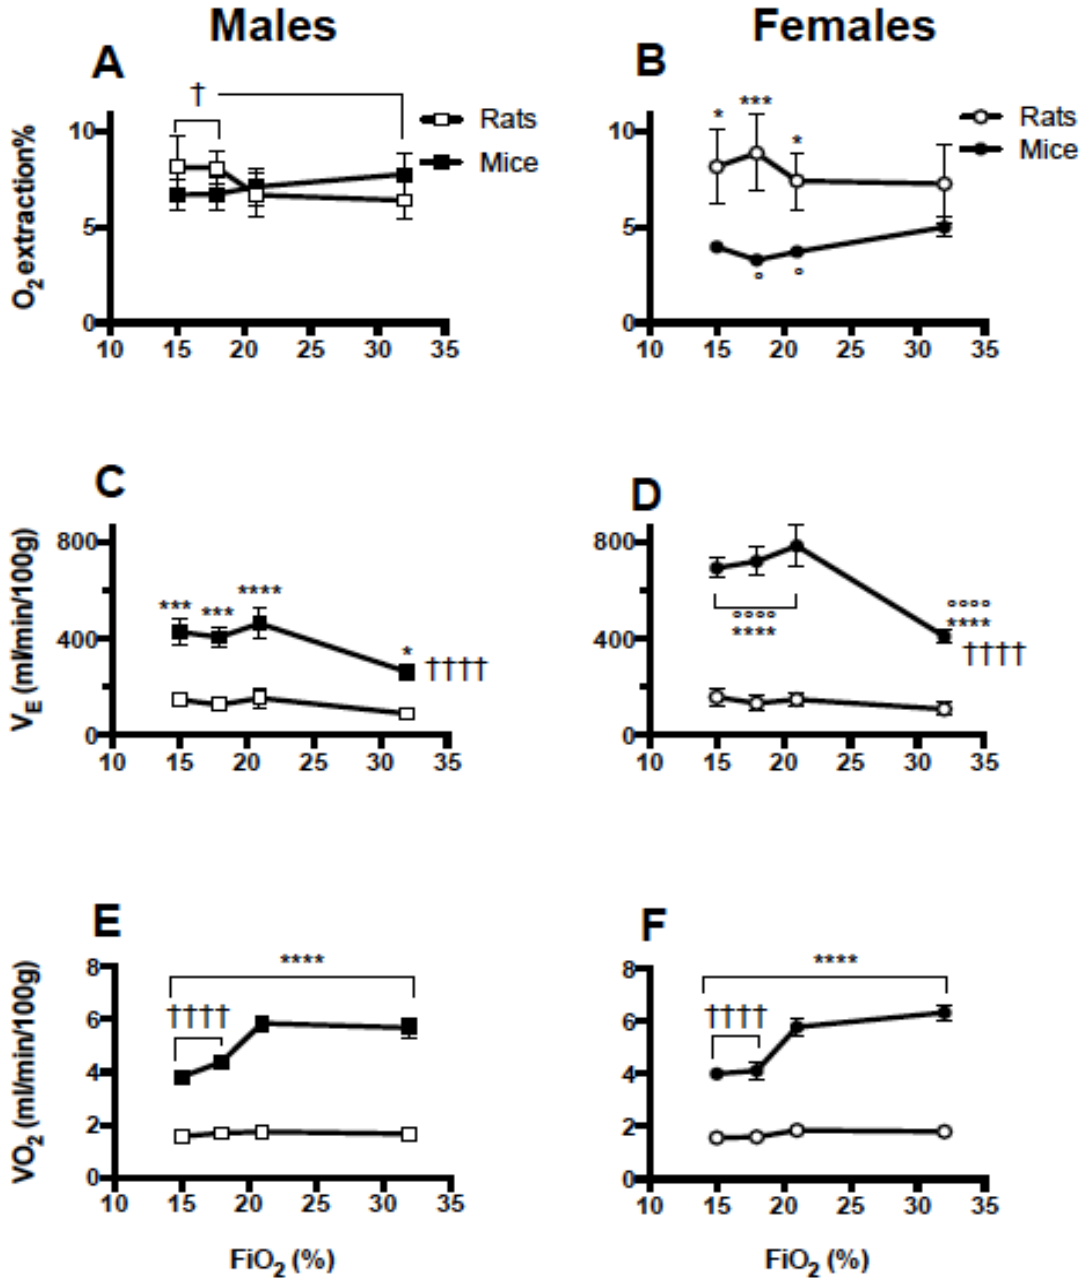 Males Females
A B
†
Rats
Mice
* *** *
Rats
Mice
O2 extraction%
10
5
0
10 15 20 25 30 35
10
5
0
° °
10 15 20 25 30 35
C D
VE (ml/min/100g)
800
400
0
*** *** **** * ††††
10 15 20 25 30 35
800
400
0
°°°°
****
°°°°
****
††††
10 15 20 25 30 35
E F
VO2 (ml/min/100g)
8
6
4
2
0
****
††††
10 15 20 25 30 35
FiO2 (%)
8
6
4
2
0
****
††††
10 15 20 25 30 35
FiO2 (%)